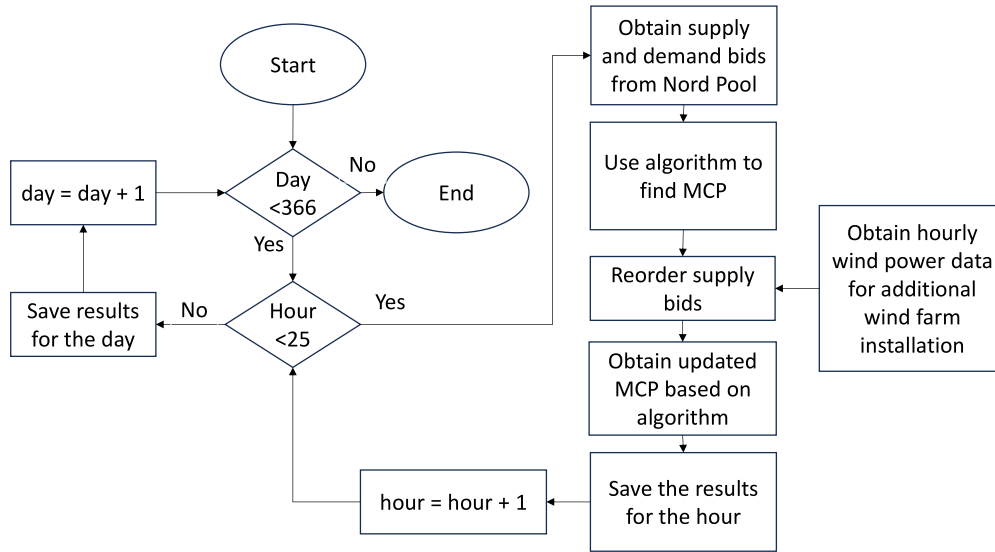 Start
Day
<366
No
End
Yes
day = day + 1
Hour
<25
Yes
No
Save results
for the day
Obtain supply
and demand bids
from Nord Pool
Use algorithm to
find MCP
Reorder supply
bids
Obtain hourly
wind power data
for additional
wind farm
installation
Obtain updated
MCP based on
algorithm
Save the results
for the hour
hour = hour + 1